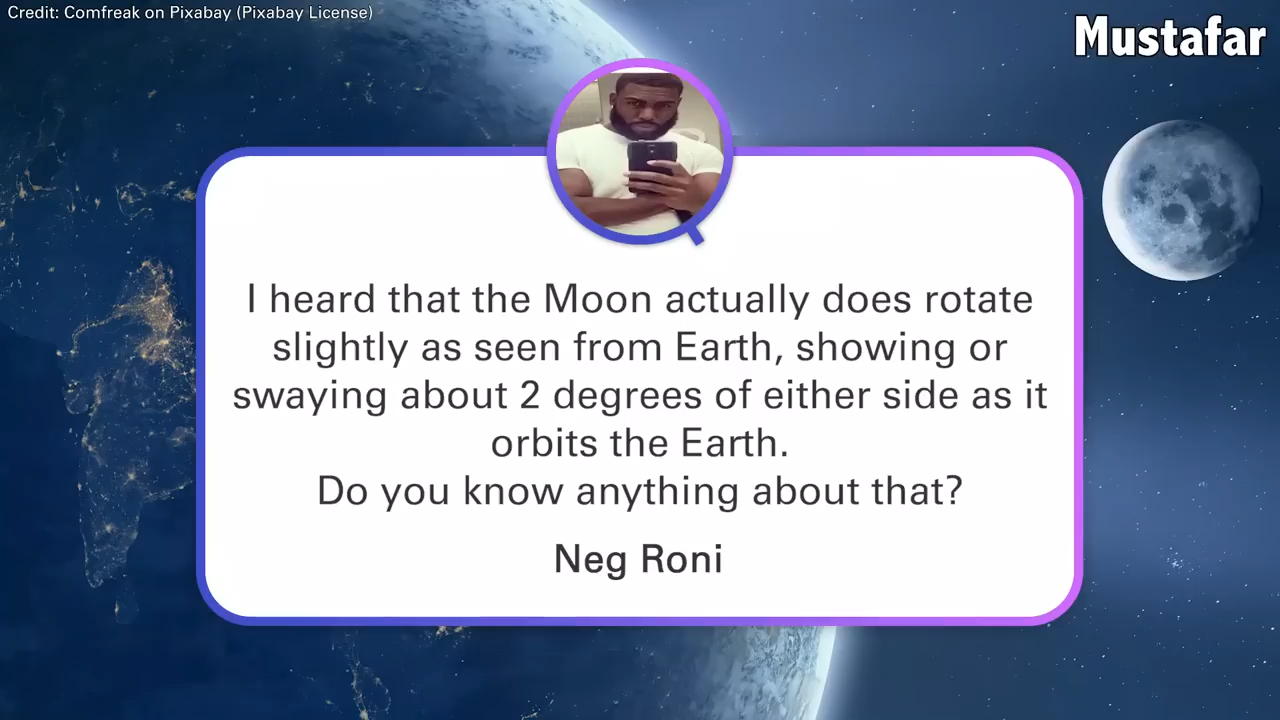 Credit: Comfreak on Pixabay (Pixabay License)
Mustafar
I heard that the Moon actually does rotate
slightly as seen from Earth, showing or
swaying about 2 degrees of either side as it
orbits the Earth.
Do you know anything about that?
Neg Roni